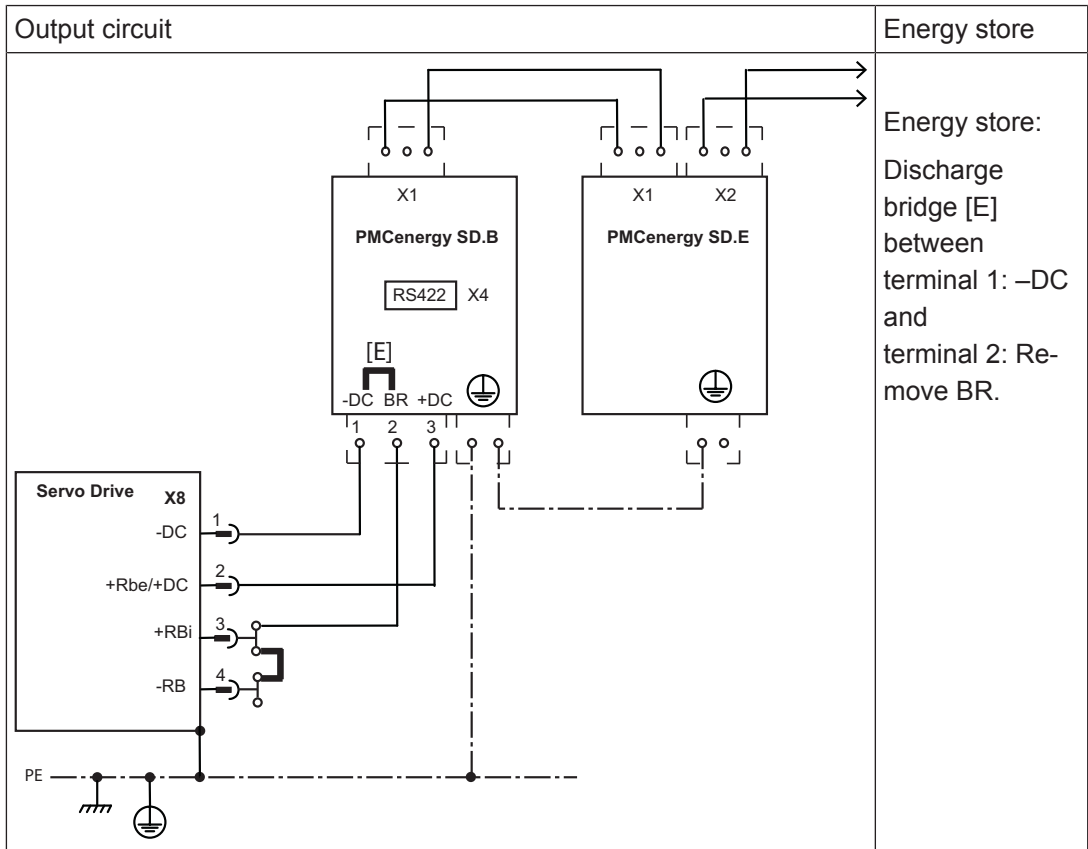 Output circuit
Energy store
Energy store:
Discharge
bridge [E]
between
terminal 1: –DC
and
terminal 2: Re-
move BR.
X1
X1
X2
PMCenergy SD.B
PMCenergy SD.E
RS422
X4
[E]
-DC
BR
+DC
1
2
3
Servo Drive
X8
-DC
1
+Rbe/+DC
2
+RBi
3
-RB
4
PE